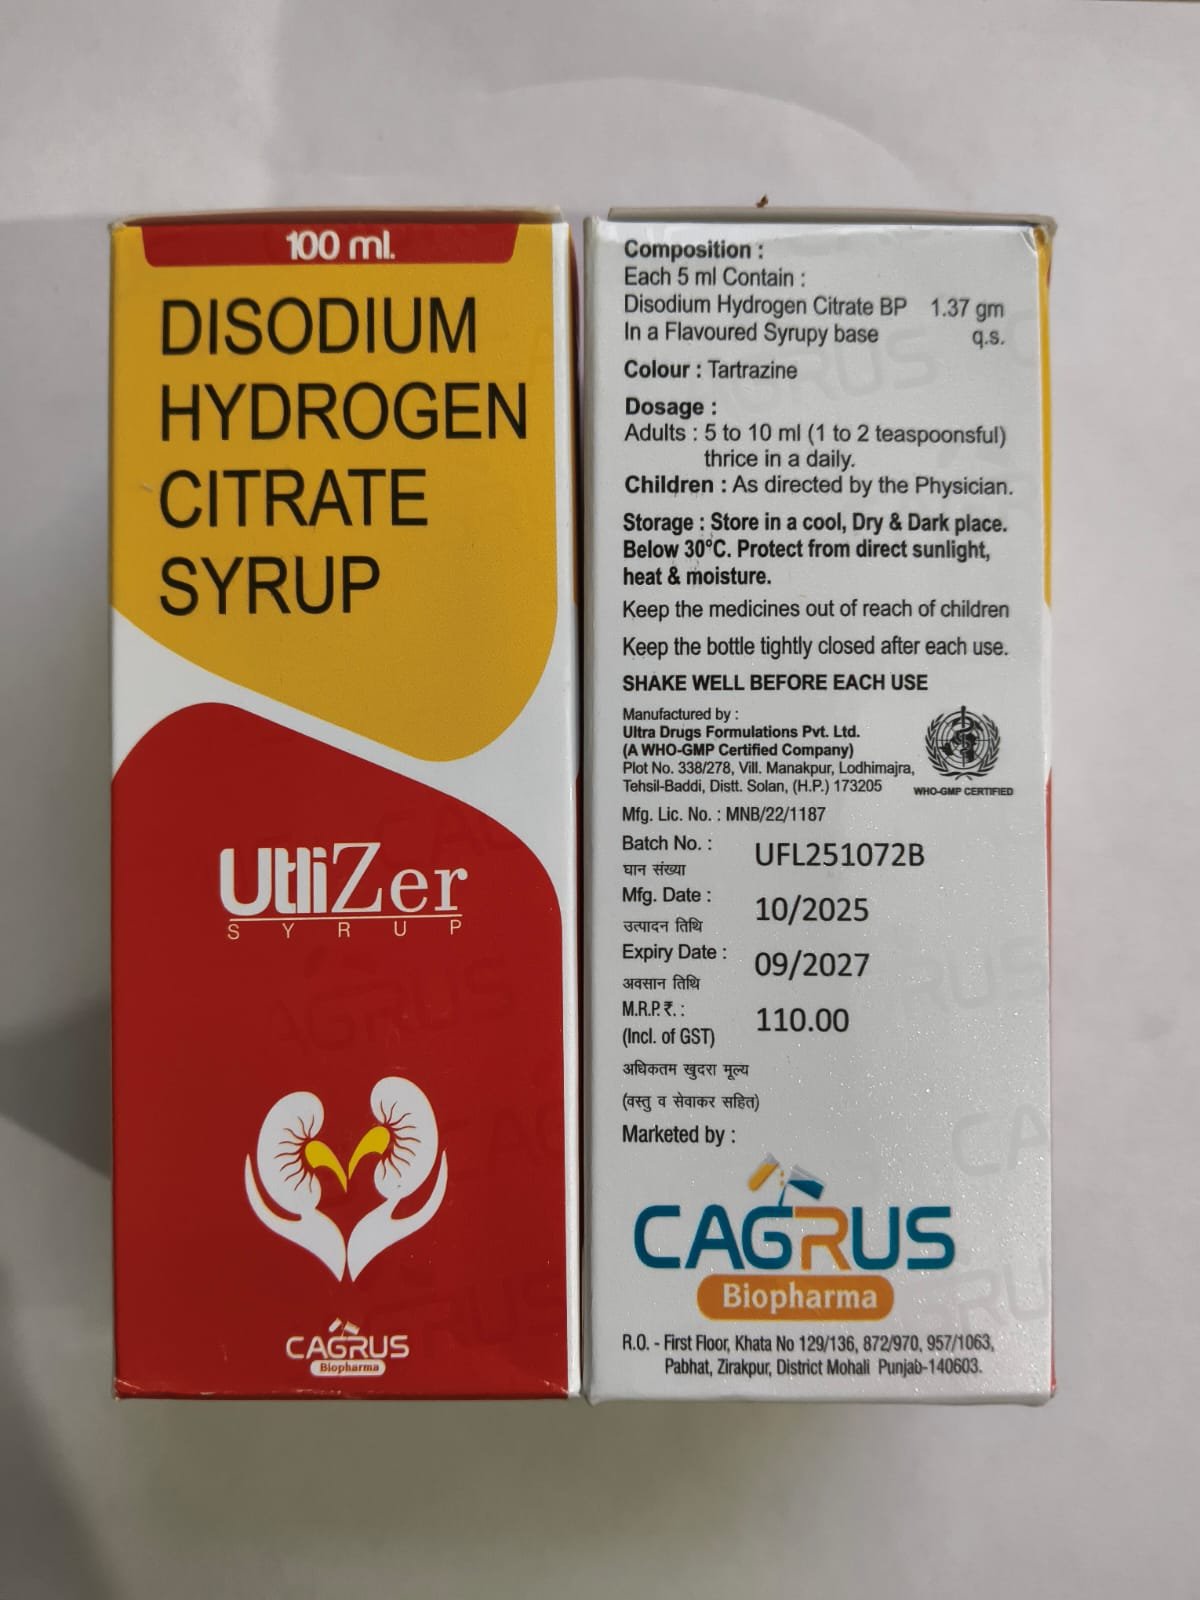 100 ml.
DISODIUM
HYDROGEN
CITRATE
SYRUP
UtliZer
SYRUP
CAGRUS
Biopharma
Composition :
Each 5 ml Contain :
Disodium Hydrogen Citrate BP 1.37 gm
In a Flavoured Syrupy base q.s.
Colour : Tartrazine
Dosage :
Adults : 5 to 10 ml (1 to 2 teaspoonsful)
thrice in a daily.
Children : As directed by the Physician.
Storage : Store in a cool, Dry & Dark place.
Below 30°C. Protect from direct sunlight,
heat & moisture.
Keep the medicines out of reach of children
Keep the bottle tightly closed after each use.
SHAKE WELL BEFORE EACH USE
Manufactured by :
Ultra Drugs Formulations Pvt. Ltd.
(A WHO-GMP Certified Company)
Plot No. 338/278, Vill. Manakpur, Lodhimajra,
Tehsil-Baddi, Distt. Solan, (H.P.) 173205
WHO-GMP CERTIFIED
Mfg. Lic. No. : MNB/22/1187
Batch No. : UFL251072B
घान संख्या
Mfg. Date : 10/2025
उत्पादन तिथि
Expiry Date : 09/2027
अवसान तिथि
M.R.P. ₹. : 110.00
(Incl. of GST)
अधिकतम खुदरा मूल्य
(वस्तु व सेवाकर सहित)
Marketed by :
CAGRUS
Biopharma
R.O. - First Floor, Khata No 129/136, 872/970, 957/1063,
Pabhat, Zirakpur, District Mohali Punjab-140603.